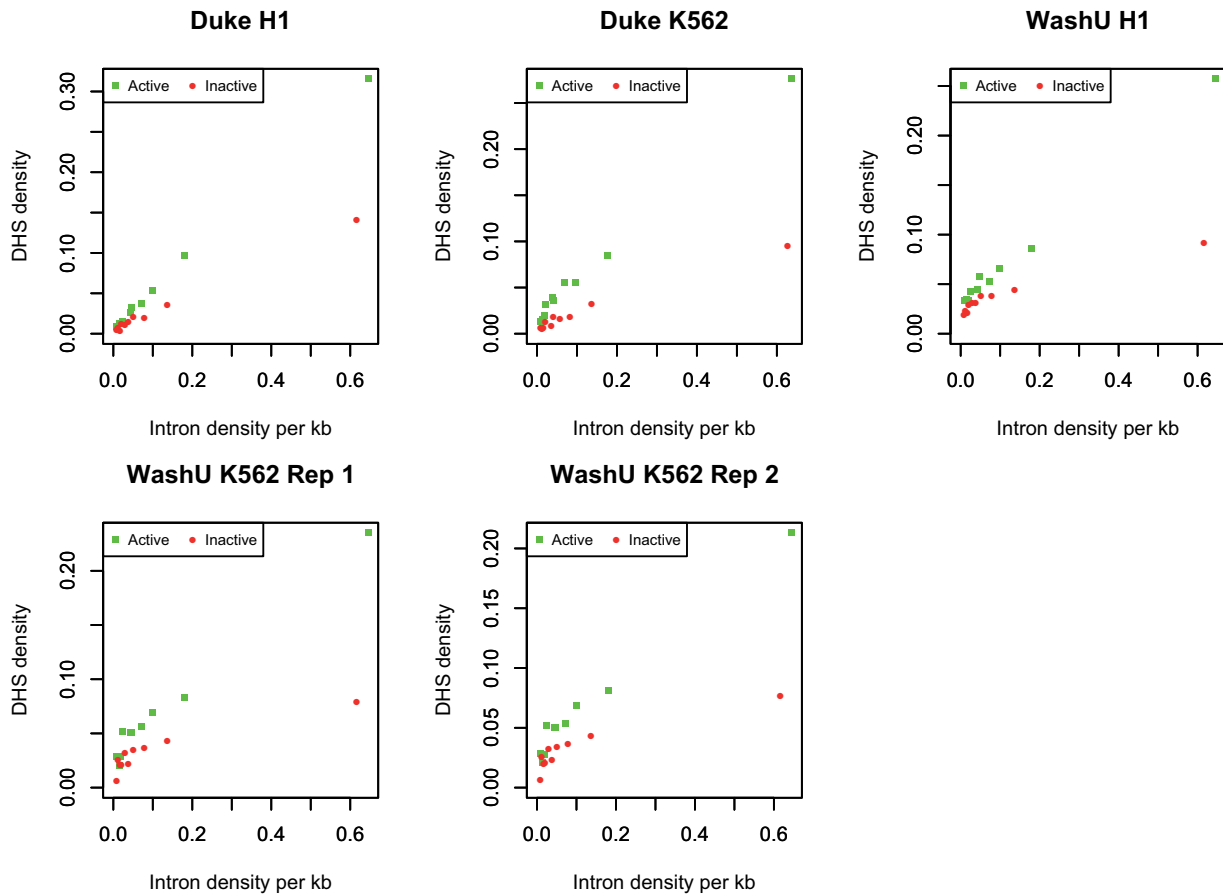 Duke H1
Active Inactive
DHS density
0.00 0.10 0.20 0.30
0.0 0.2 0.4 0.6
Intron density per kb
Duke K562
Active Inactive
DHS density
0.00 0.10 0.20
0.0 0.2 0.4 0.6
Intron density per kb
WashU H1
Active Inactive
DHS density
0.00 0.10 0.20
0.0 0.2 0.4 0.6
Intron density per kb
WashU K562 Rep 1
Active Inactive
DHS density
0.00 0.10 0.20
0.0 0.2 0.4 0.6
Intron density per kb
WashU K562 Rep 2
Active Inactive
DHS density
0.00 0.05 0.10 0.15 0.20
0.0 0.2 0.4 0.6
Intron density per kb